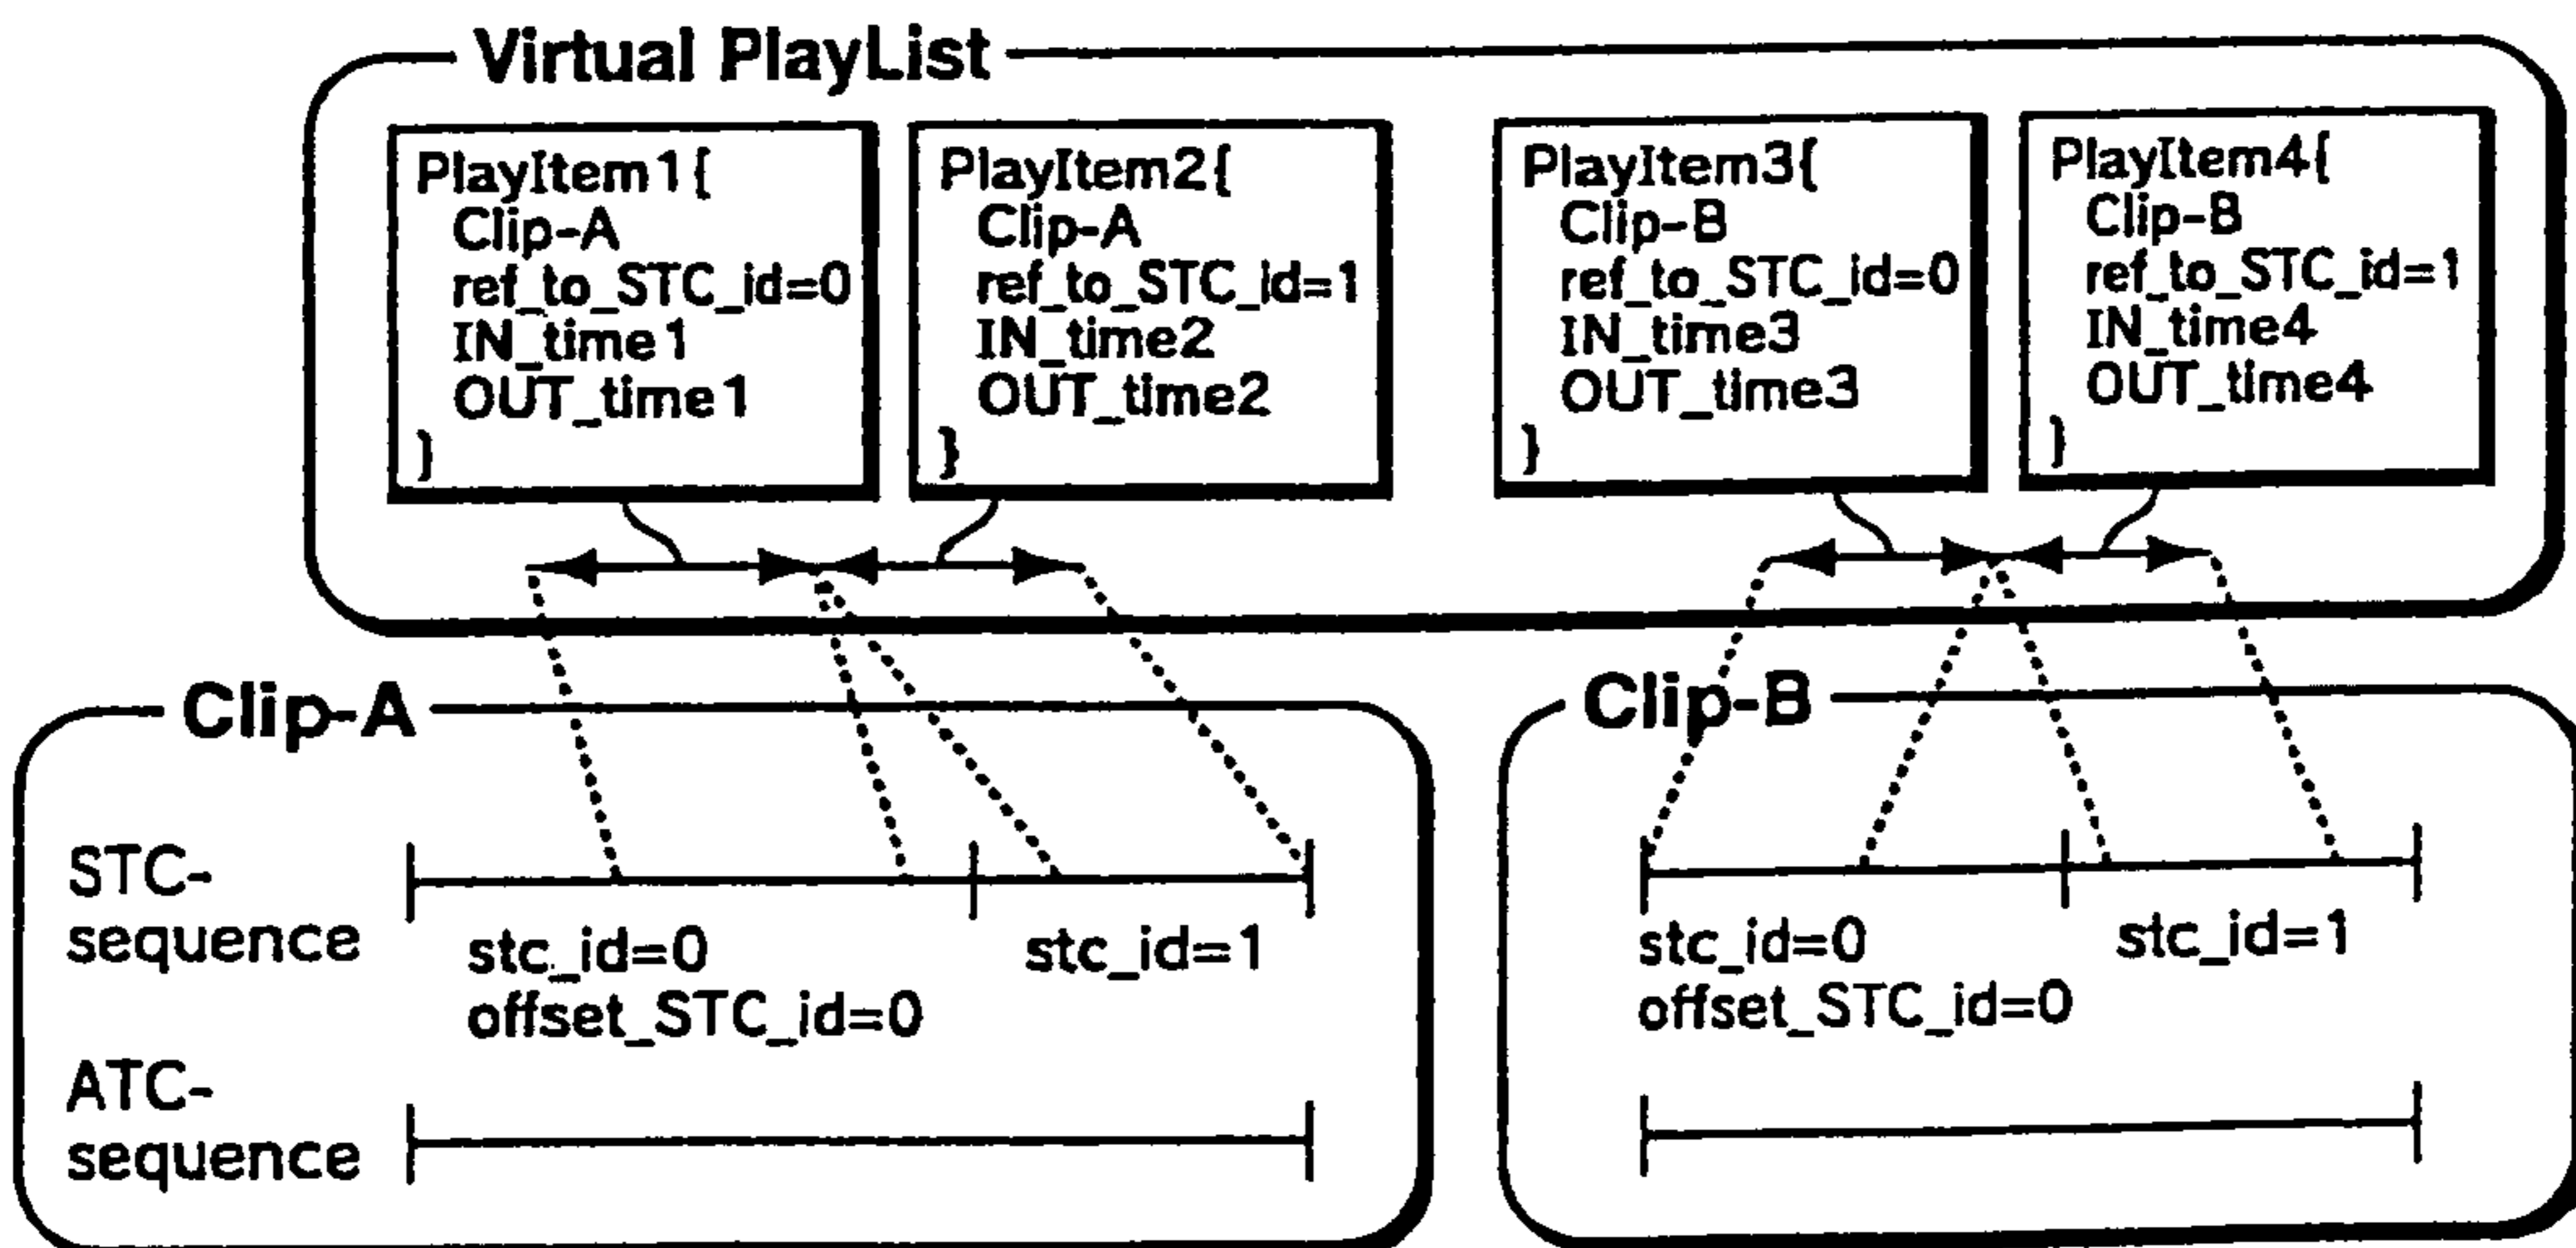 Virtual PlayList
PlayItem1{
Clip-A
ref_to_STC_id=0
IN_time1
OUT_time1
}
PlayItem2{
Clip-A
ref_to_STC_id=1
IN_time2
OUT_time2
}
PlayItem3{
Clip-B
ref_to_STC_id=0
IN_time3
OUT_time3
}
PlayItem4{
Clip-B
ref_to_STC_id=1
IN_time4
OUT_time4
}
Clip-A
STC-
sequence
stc_id=0
offset_STC_id=0
stc_id=1
ATC-
sequence
Clip-B
stc_id=0
offset_STC_id=0
stc_id=1